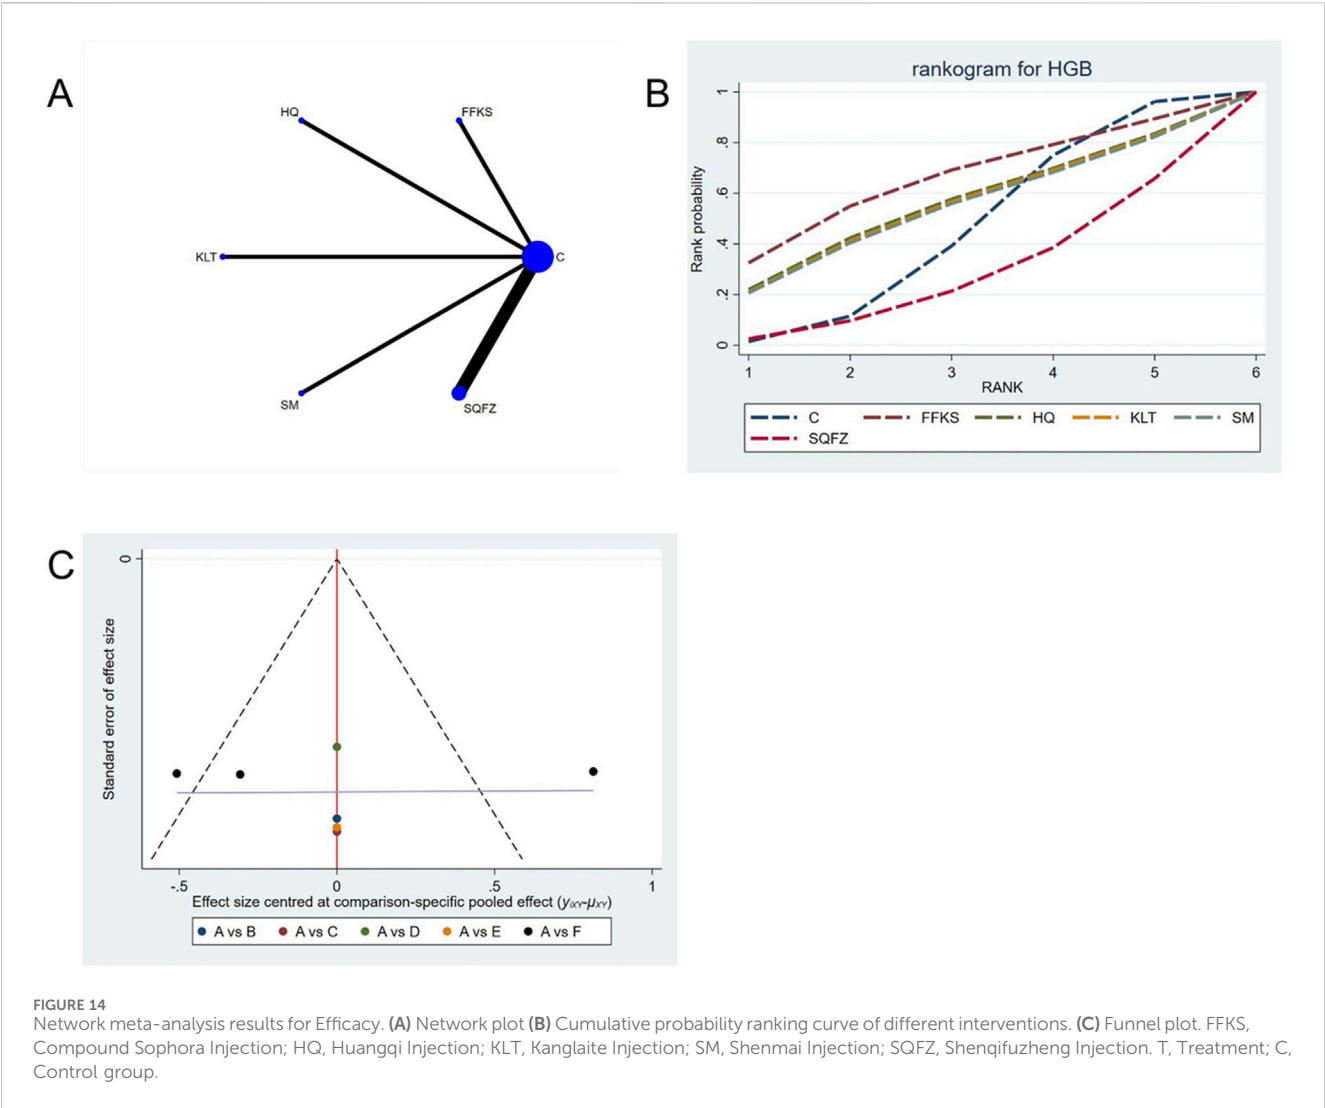 A
HQ
FFKS
KLT
C
SM
SQFZ
B
rankogram for HGB
Rank probability
1
.8
.6
.4
.2
0
1 2 3 4 5 6
RANK
C FFKS HQ KLT SM
SQFZ
C
Standard error of effect size
0
-.5 0 .5 1
Effect size centred at comparison-specific pooled effect (yiXY-μXY)
A vs B A vs C A vs D A vs E A vs F
FIGURE 14
Network meta-analysis results for Efficacy. (A) Network plot (B) Cumulative probability ranking curve of different interventions. (C) Funnel plot. FFKS,
Compound Sophora Injection; HQ, Huangqi Injection; KLT, Kanglaite Injection; SM, Shenmai Injection; SQFZ, Shenqifuzheng Injection. T, Treatment; C,
Control group.